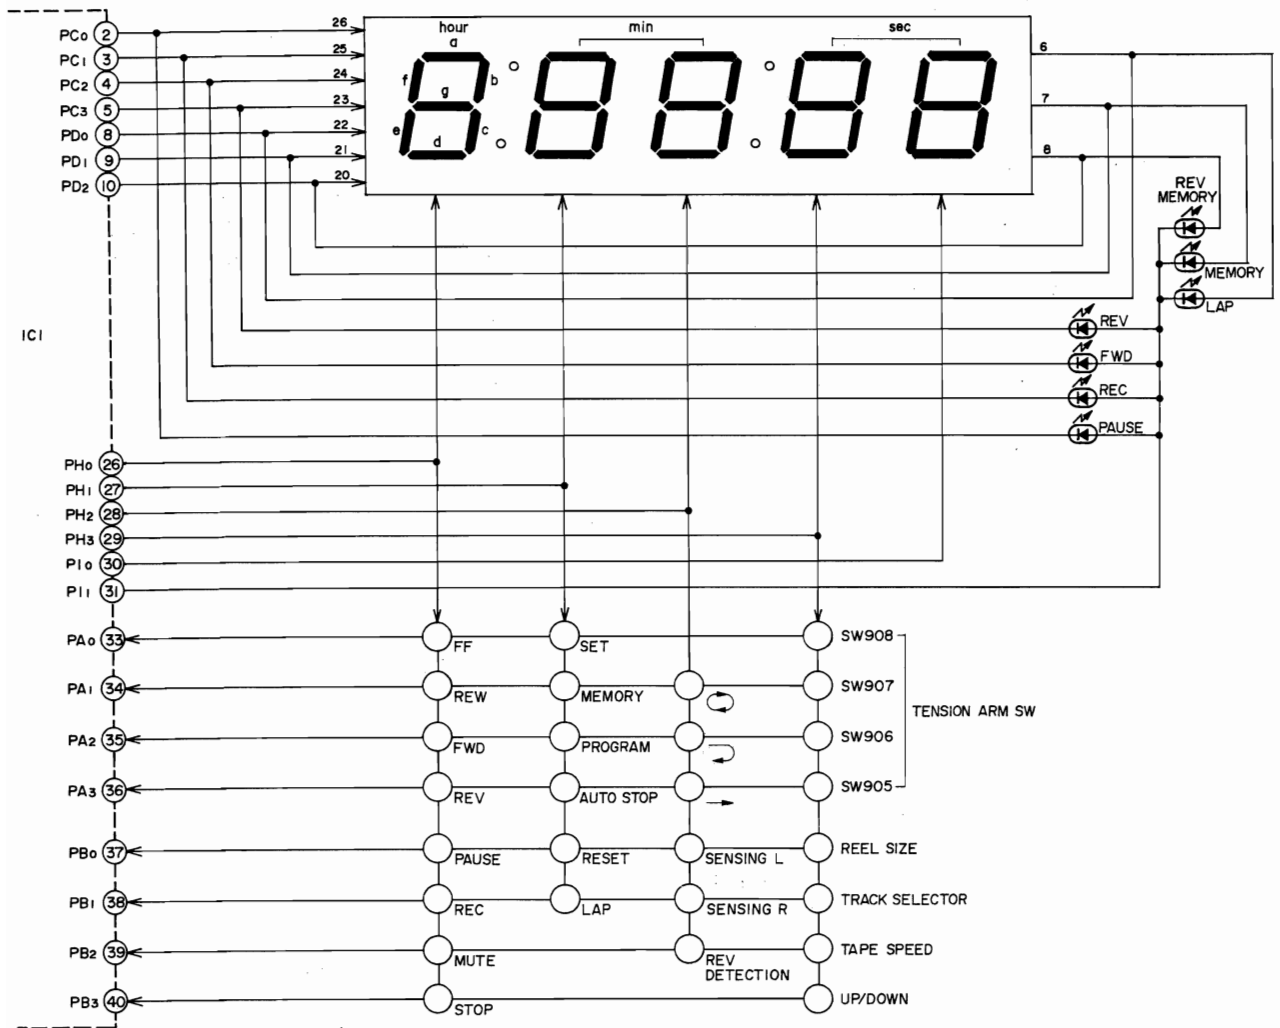 hour min sec
a
f b
g
e c
d
PC0 2 26 6
PC1 3 25
PC2 4 24
PC3 5 23 7
PD0 8 22
PD1 9 21 8
PD2 10 20
REV
MEMORY
MEMORY
LAP
REV
IC1
FWD
REC
PAUSE
PH0 26
PH1 27
PH2 28
PH3 29
PI0 30
PI1 31
PA0 33 FF SET SW908
PA1 34 REW MEMORY SW907
TENSION ARM SW
PA2 35 FWD PROGRAM SW906
PA3 36 REV AUTO STOP SW905
PB0 37 PAUSE RESET SENSING L REEL SIZE
PB1 38 REC LAP SENSING R TRACK SELECTOR
PB2 39 MUTE REV
DETECTION TAPE SPEED
PB3 40 STOP UP/DOWN